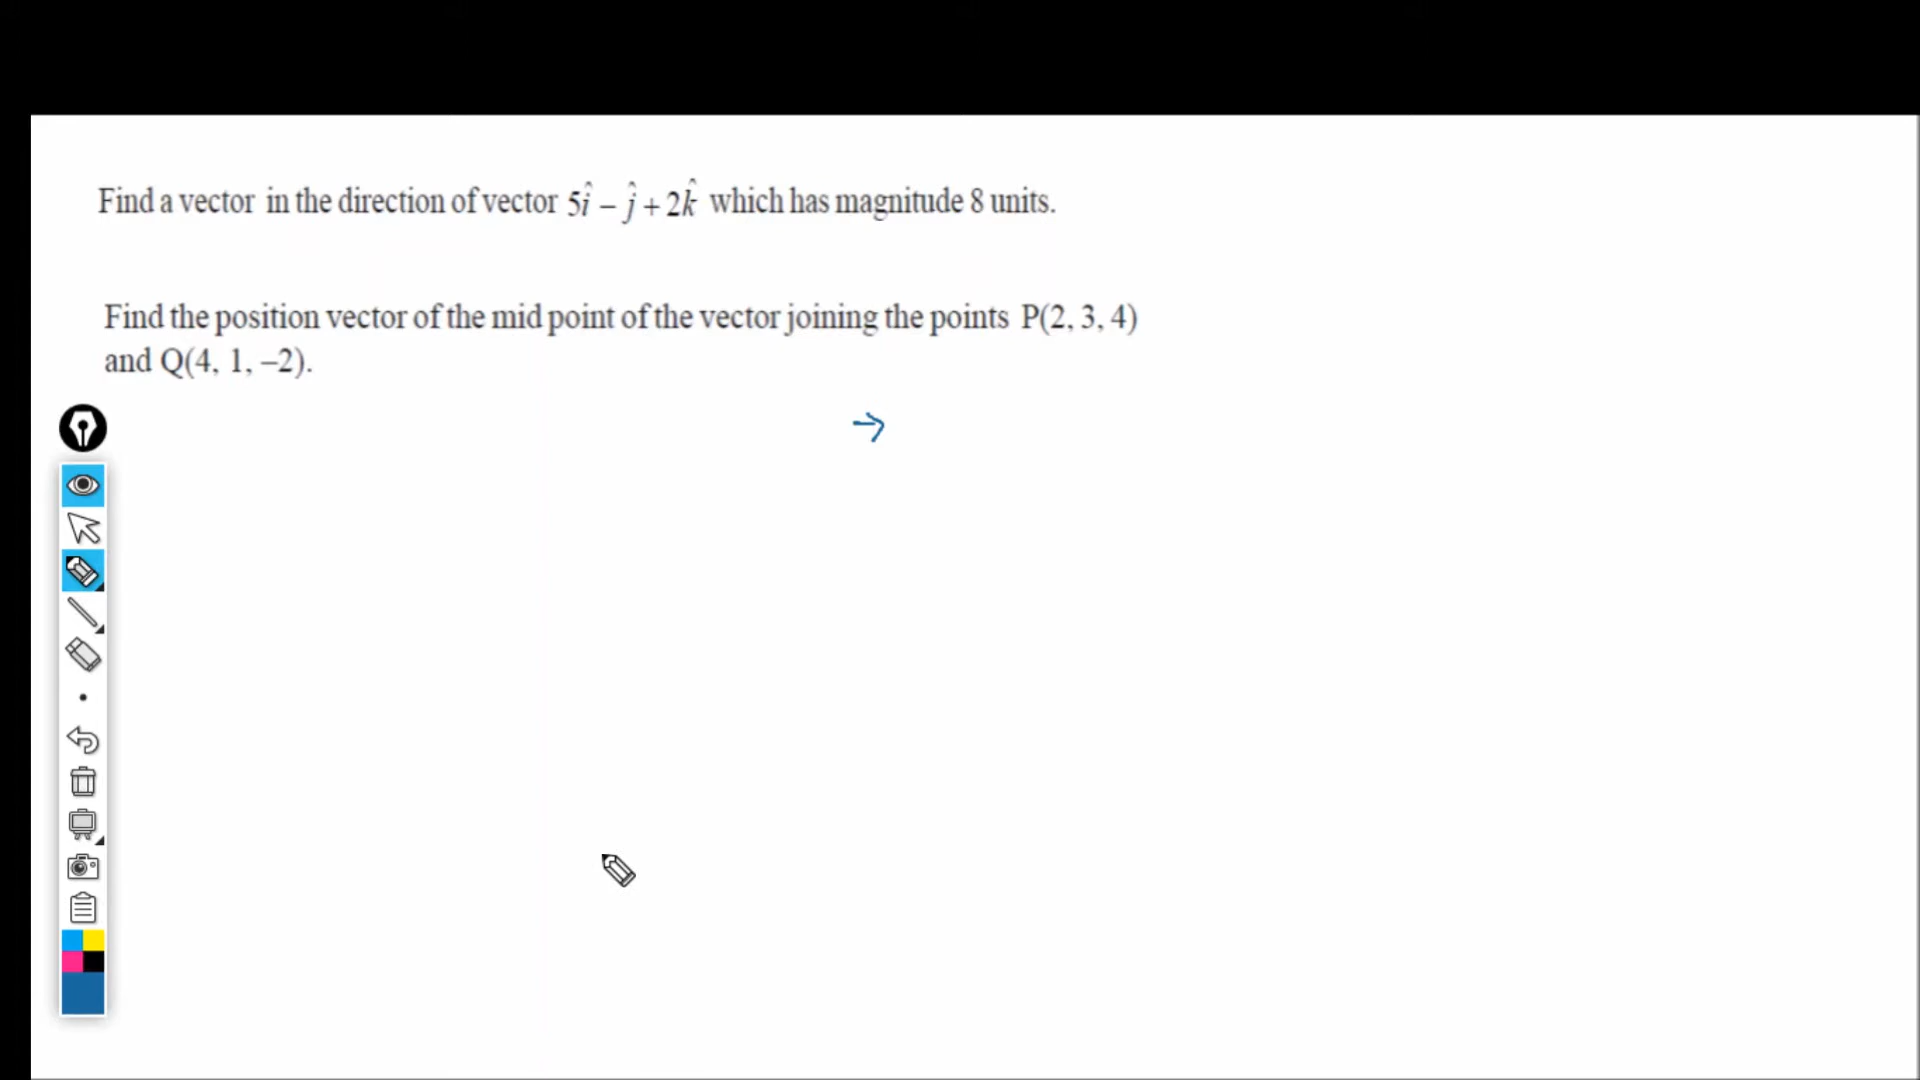 Find a vector in the direction of vector 5î − ĵ + 2k̂ which has magnitude 8 units.
Find the position vector of the mid point of the vector joining the points P(2, 3, 4)
and Q(4, 1, –2).
→